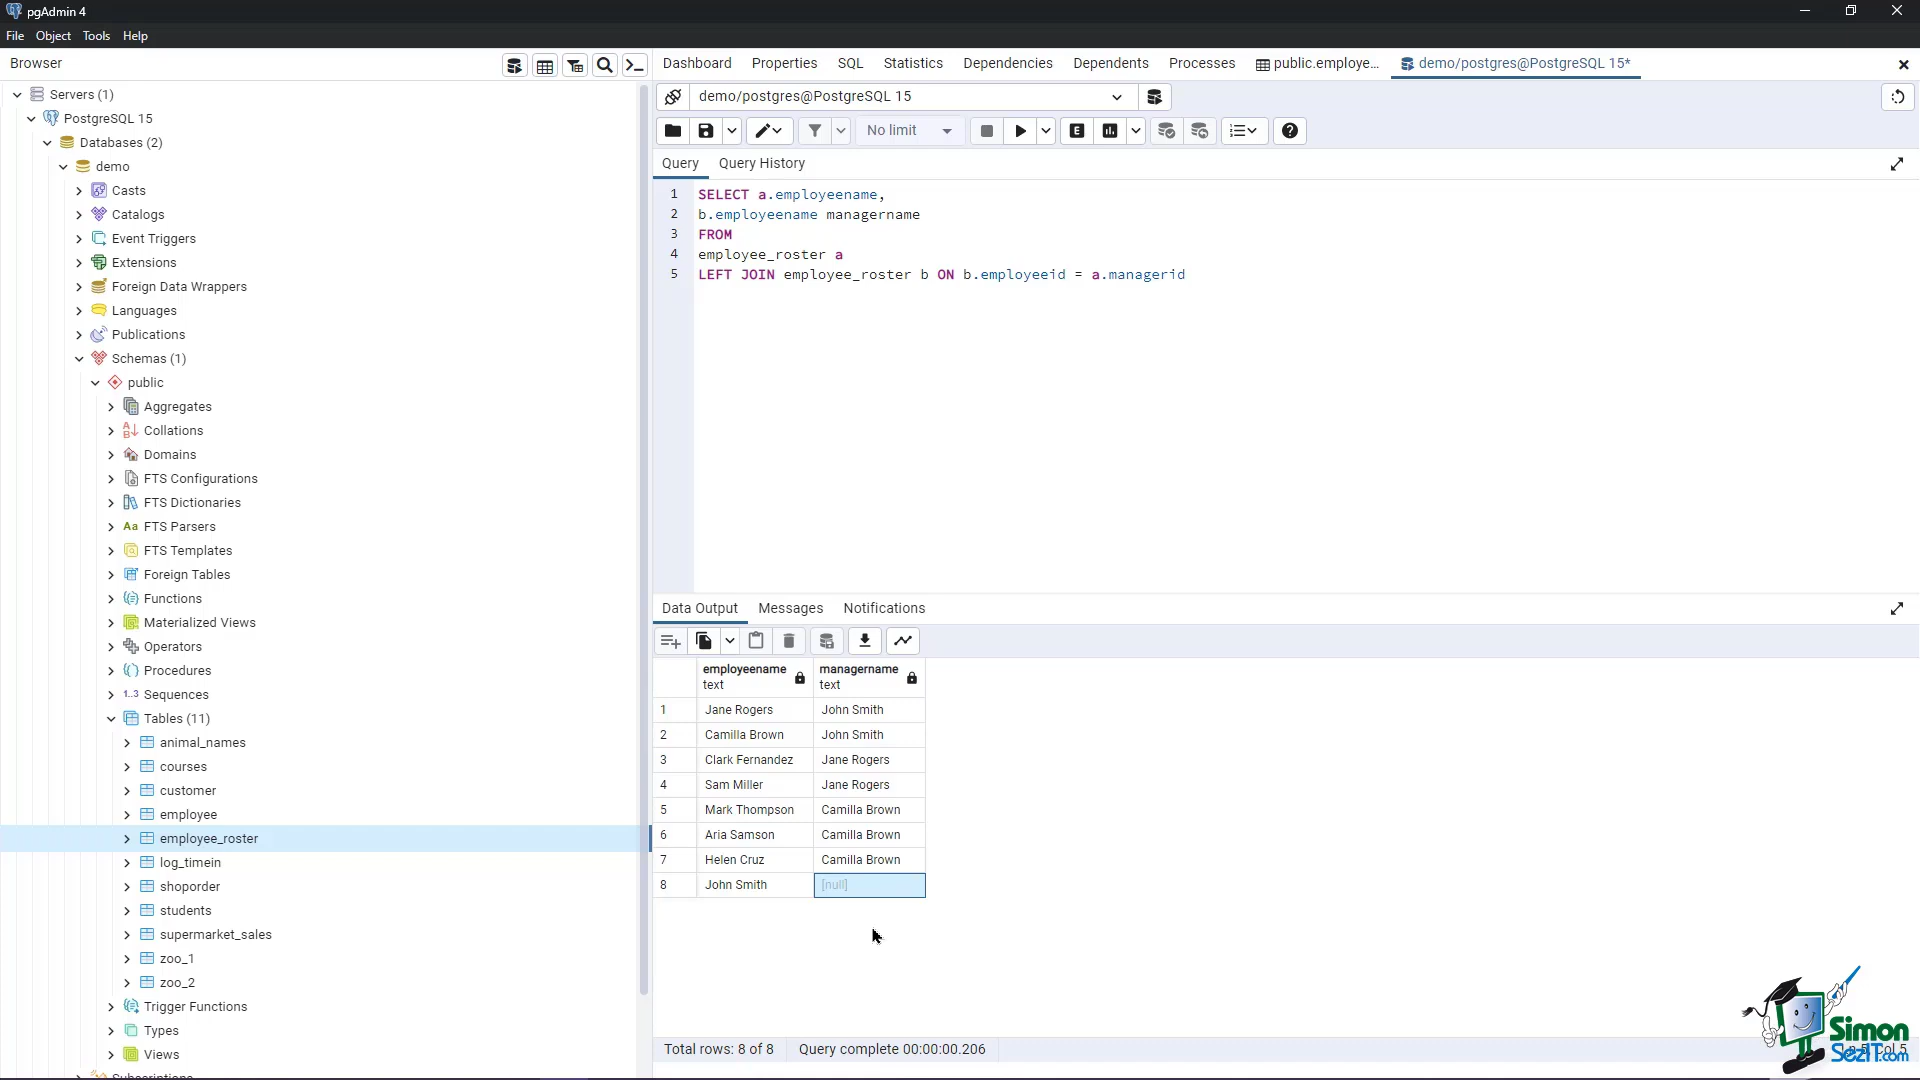 pgAdmin 4
File Object Tools Help
Browser
Dashboard Properties SQL Statistics Dependencies Dependents Processes public.employe... demo/postgres@PostgreSQL 15*
Servers (1)
PostgreSQL 15
Databases (2)
demo
Casts
Catalogs
Event Triggers
Extensions
Foreign Data Wrappers
Languages
Publications
Schemas (1)
public
Aggregates
Collations
Domains
FTS Configurations
FTS Dictionaries
Aa FTS Parsers
FTS Templates
Foreign Tables
Functions
Materialized Views
Operators
Procedures
1..3 Sequences
Tables (11)
animal_names
courses
customer
employee
employee_roster
log_timein
shoporder
students
supermarket_sales
zoo_1
zoo_2
Trigger Functions
Types
Views
Subscriptions
demo/postgres@PostgreSQL 15
No limit
E
Query Query History
1 SELECT a.employeename,
2 b.employeename managername
3 FROM
4 employee_roster a
5 LEFT JOIN employee_roster b ON b.employeeid = a.managerid
Data Output Messages Notifications
employeename managername
text text
1 Jane Rogers John Smith
2 Camilla Brown John Smith
3 Clark Fernandez Jane Rogers
4 Sam Miller Jane Rogers
5 Mark Thompson Camilla Brown
6 Aria Samson Camilla Brown
7 Helen Cruz Camilla Brown
8 John Smith [null]
Total rows: 8 of 8 Query complete 00:00:00.206
Simon
SezIT.com